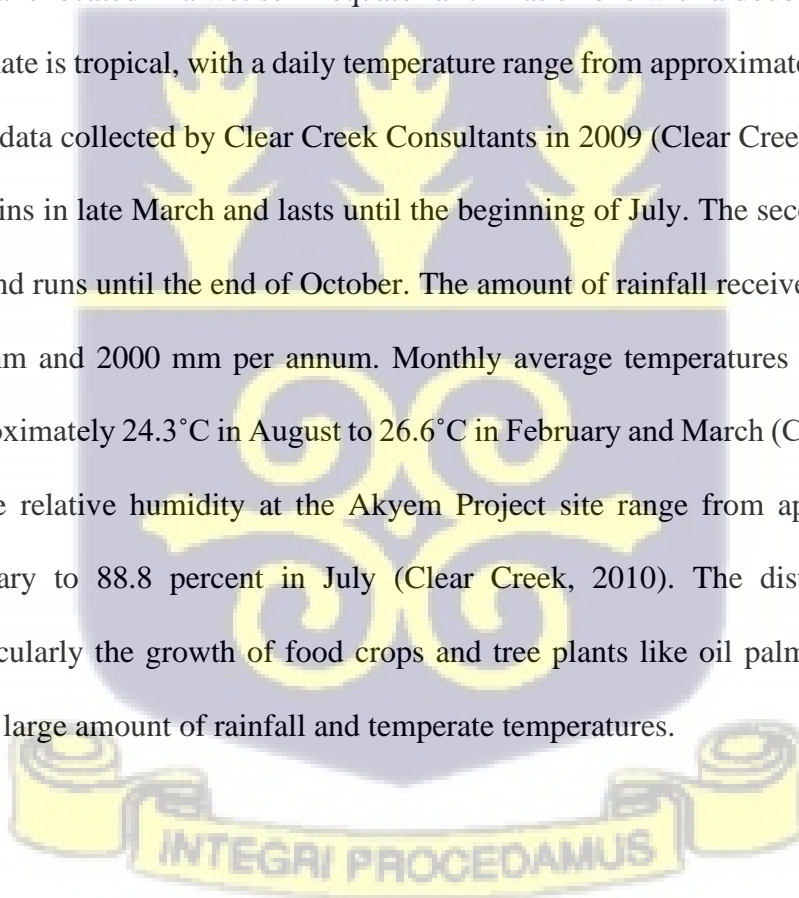 ate is tropical, with a daily temperature range from approximate
data collected by Clear Creek Consultants in 2009 (Clear Cree
ins in late March and lasts until the beginning of July. The seco
nd runs until the end of October. The amount of rainfall receive
nm and 2000 mm per annum. Monthly average temperatures
oximately 24.3˚C in August to 26.6˚C in February and March (C
e relative humidity at the Akyem Project site range from ap
ary to 88.8 percent in July (Clear Creek, 2010). The dist
cularly the growth of food crops and tree plants like oil palm
large amount of rainfall and temperate temperatures.
INTEGRI PROCEDAMUS